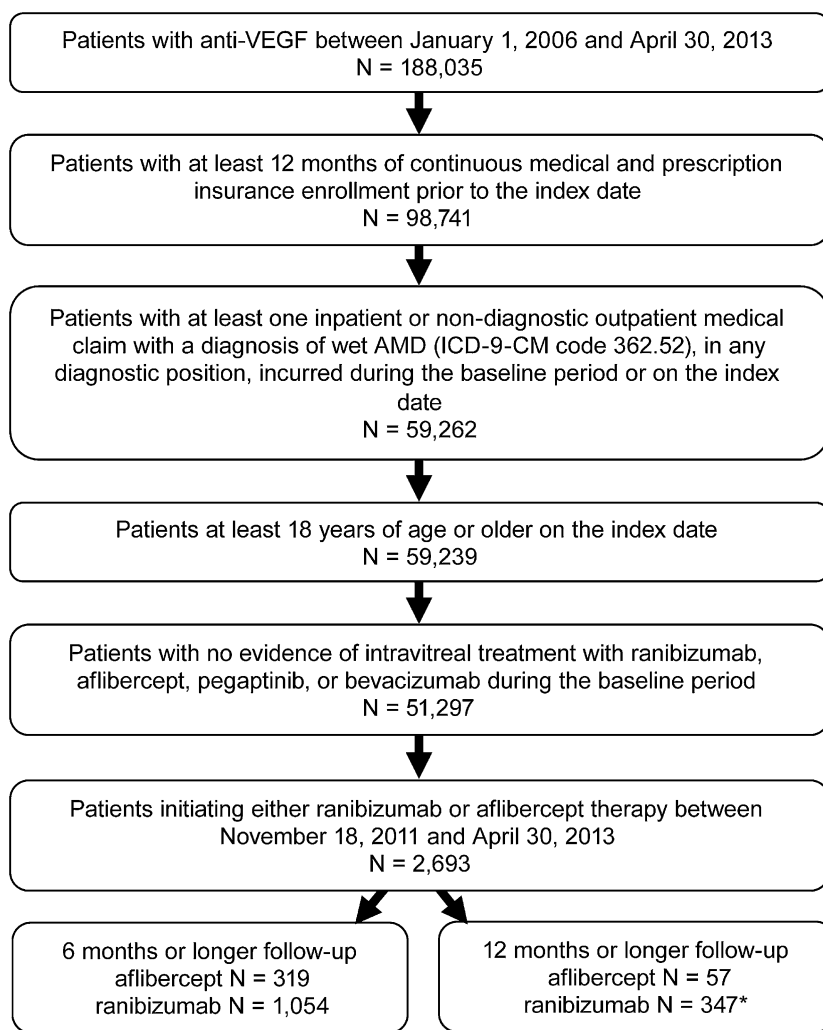 Patients with anti-VEGF between January 1, 2006 and April 30, 2013
N = 188,035
Patients with at least 12 months of continuous medical and prescription
insurance enrollment prior to the index date
N = 98,741
Patients with at least one inpatient or non-diagnostic outpatient medical
claim with a diagnosis of wet AMD (ICD-9-CM code 362.52), in any
diagnostic position, incurred during the baseline period or on the index
date
N = 59,262
Patients at least 18 years of age or older on the index date
N = 59,239
Patients with no evidence of intravitreal treatment with ranibizumab,
aflibercept, pegaptinib, or bevacizumab during the baseline period
N = 51,297
Patients initiating either ranibizumab or aflibercept therapy between
November 18, 2011 and April 30, 2013
N = 2,693
6 months or longer follow-up
aflibercept N = 319
ranibizumab N = 1,054
12 months or longer follow-up
aflibercept N = 57
ranibizumab N = 347*